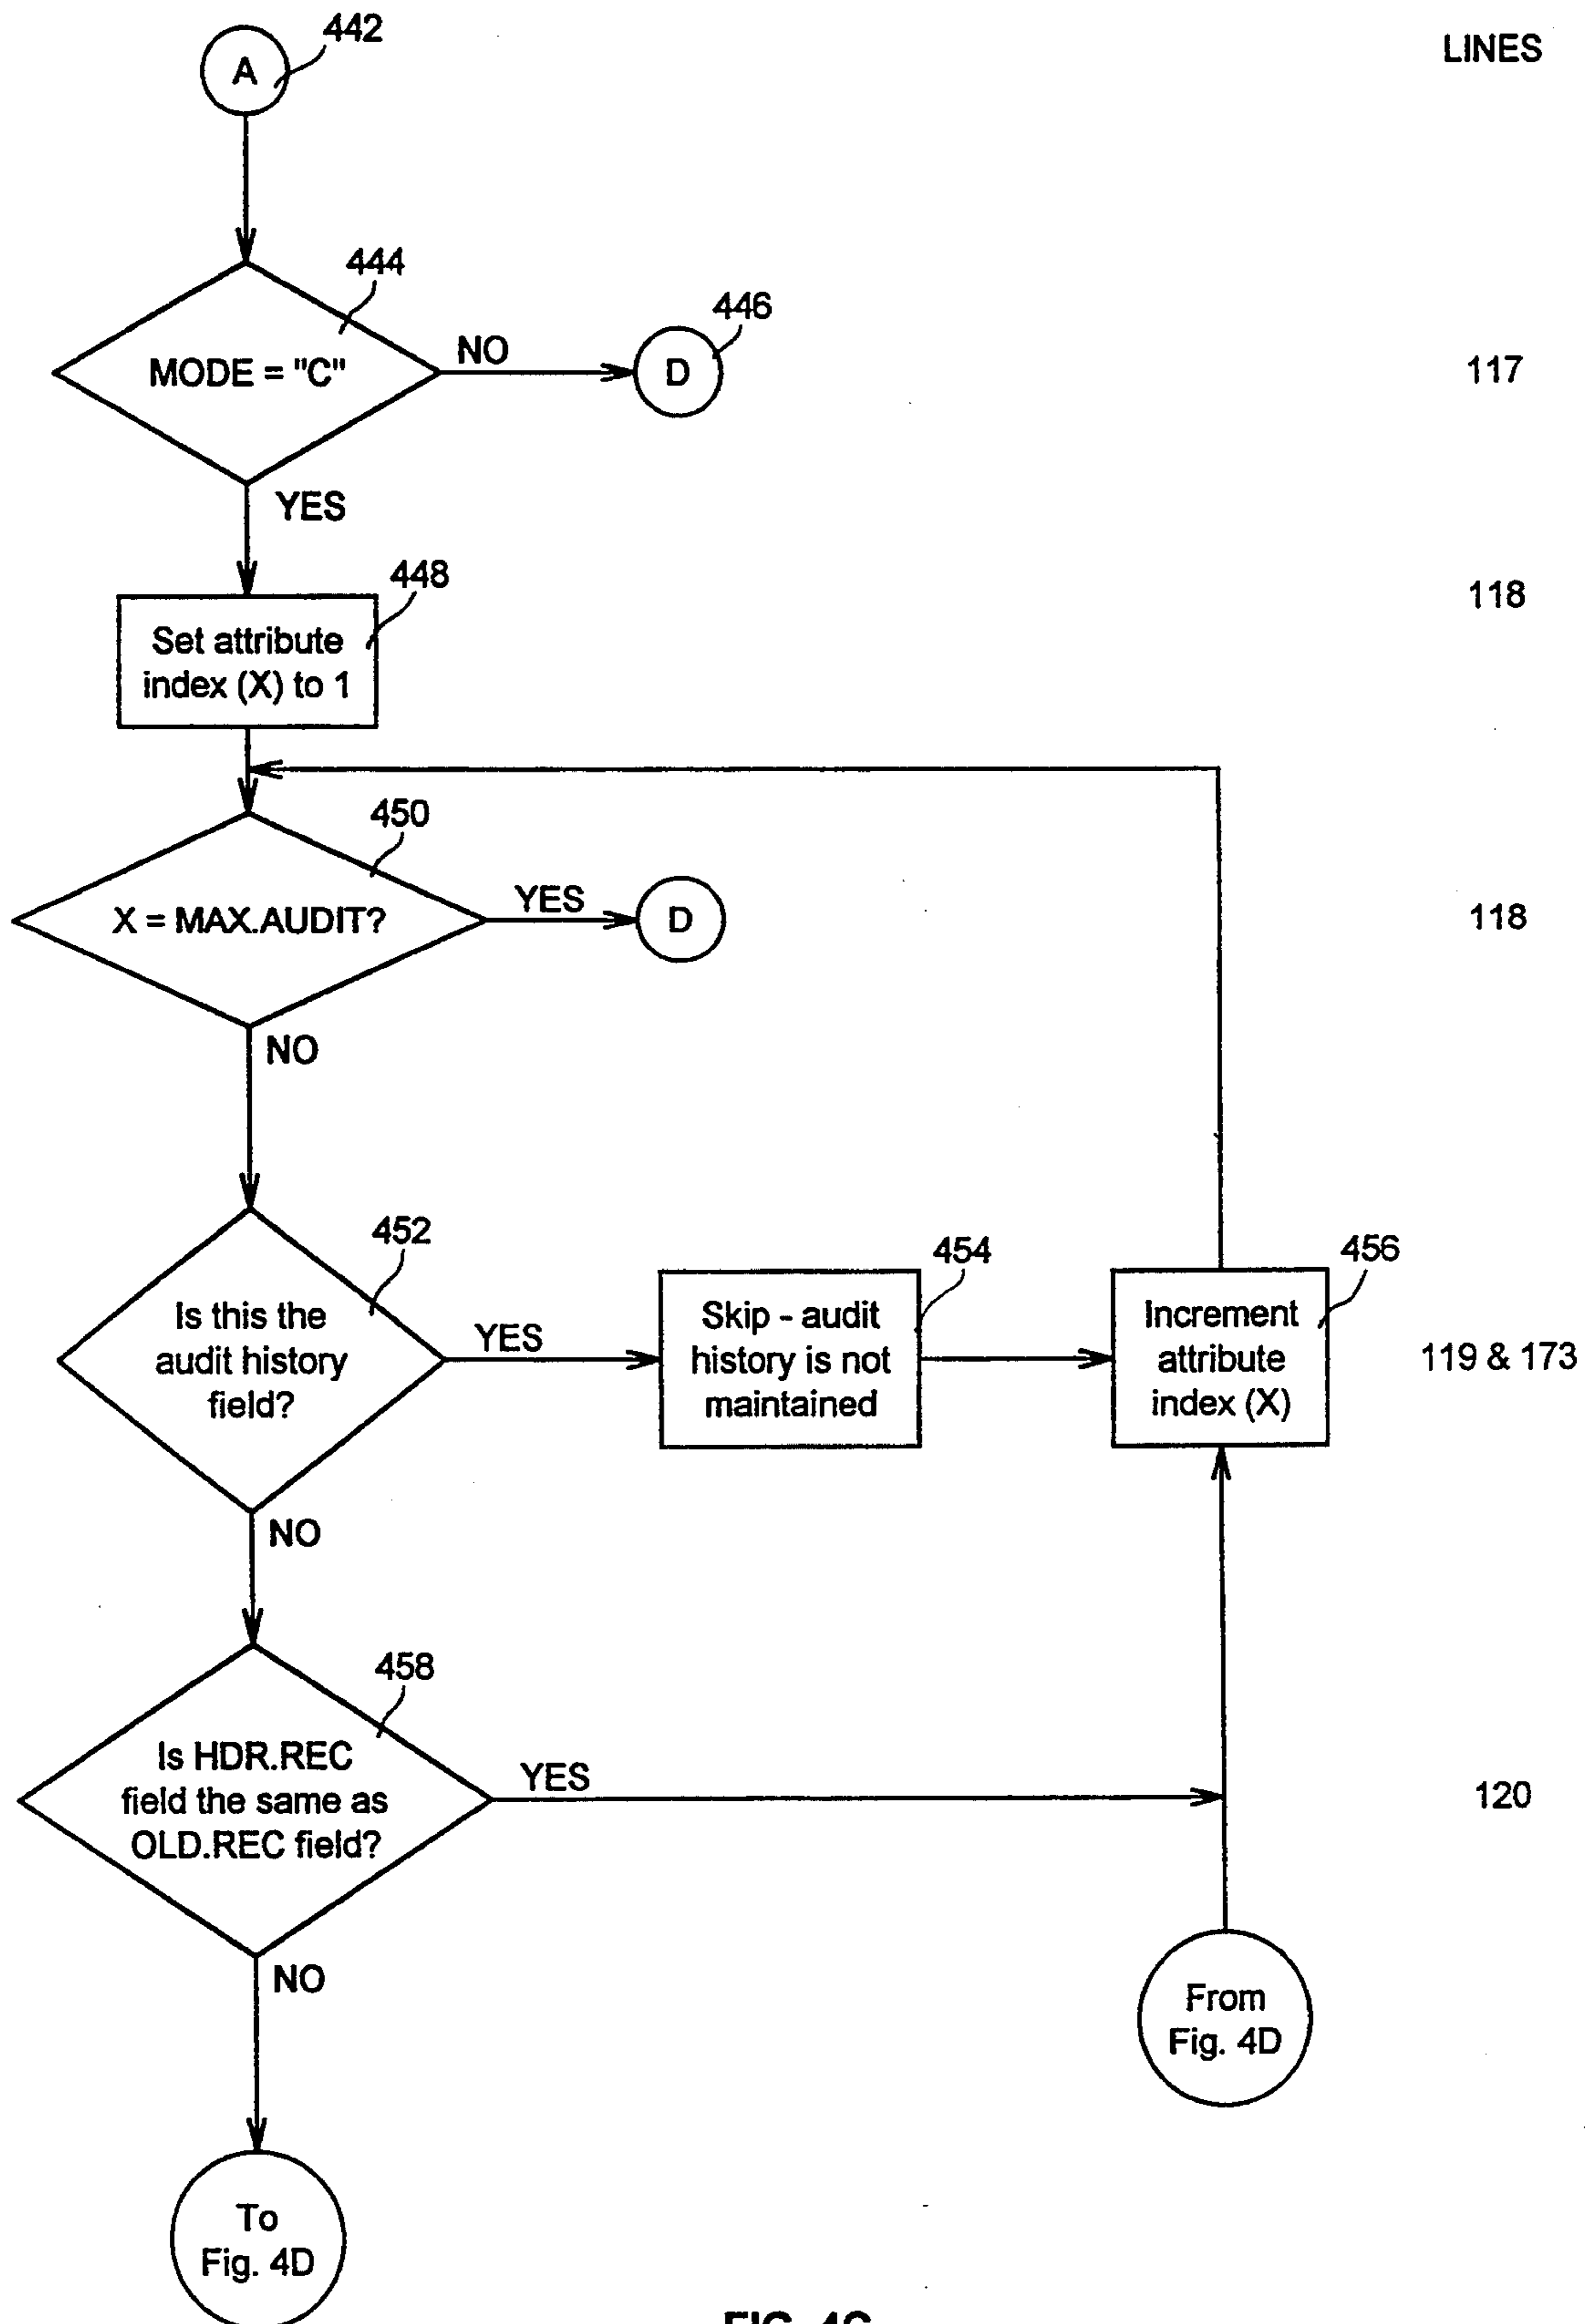 442
LINES
A
444
446
MODE = "C"
NO
D
117
YES
448
118
Set attribute
index (X) to 1
450
X = MAX.AUDIT?
YES
D
118
NO
452
454
456
Is this the
audit history
field?
YES
Skip - audit
history is not
maintained
Increment
attribute
index (X)
119 & 173
NO
458
Is HDR.REC
field the same as
OLD.REC field?
YES
120
NO
From
Fig. 4D
To
Fig. 4D